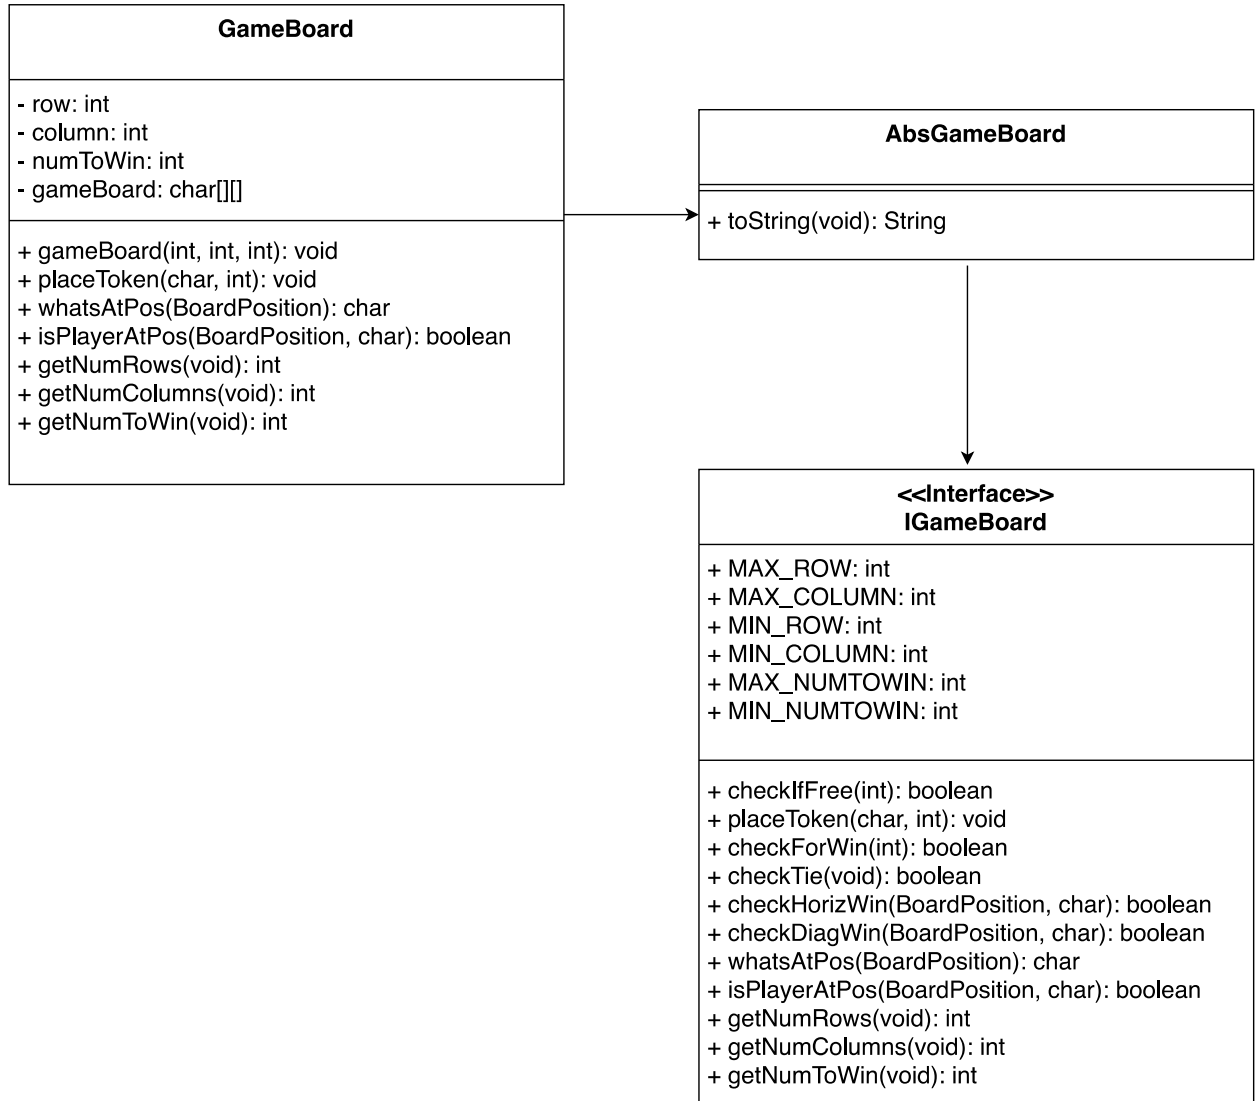 GameBoard
- row: int
- column: int
- numToWin: int
- gameBoard: char[][]
+ gameBoard(int, int, int): void
+ placeToken(char, int): void
+ whatsAtPos(BoardPosition): char
+ isPlayerAtPos(BoardPosition, char): boolean
+ getNumRows(void): int
+ getNumColumns(void): int
+ getNumToWin(void): int
AbsGameBoard
+ toString(void): String
<<Interface>>
IGameBoard
+ MAX_ROW: int
+ MAX_COLUMN: int
+ MIN_ROW: int
+ MIN_COLUMN: int
+ MAX_NUMTOWIN: int
+ MIN_NUMTOWIN: int
+ checkIfFree(int): boolean
+ placeToken(char, int): void
+ checkForWin(int): boolean
+ checkTie(void): boolean
+ checkHorizWin(BoardPosition, char): boolean
+ checkDiagWin(BoardPosition, char): boolean
+ whatsAtPos(BoardPosition): char
+ isPlayerAtPos(BoardPosition, char): boolean
+ getNumRows(void): int
+ getNumColumns(void): int
+ getNumToWin(void): int